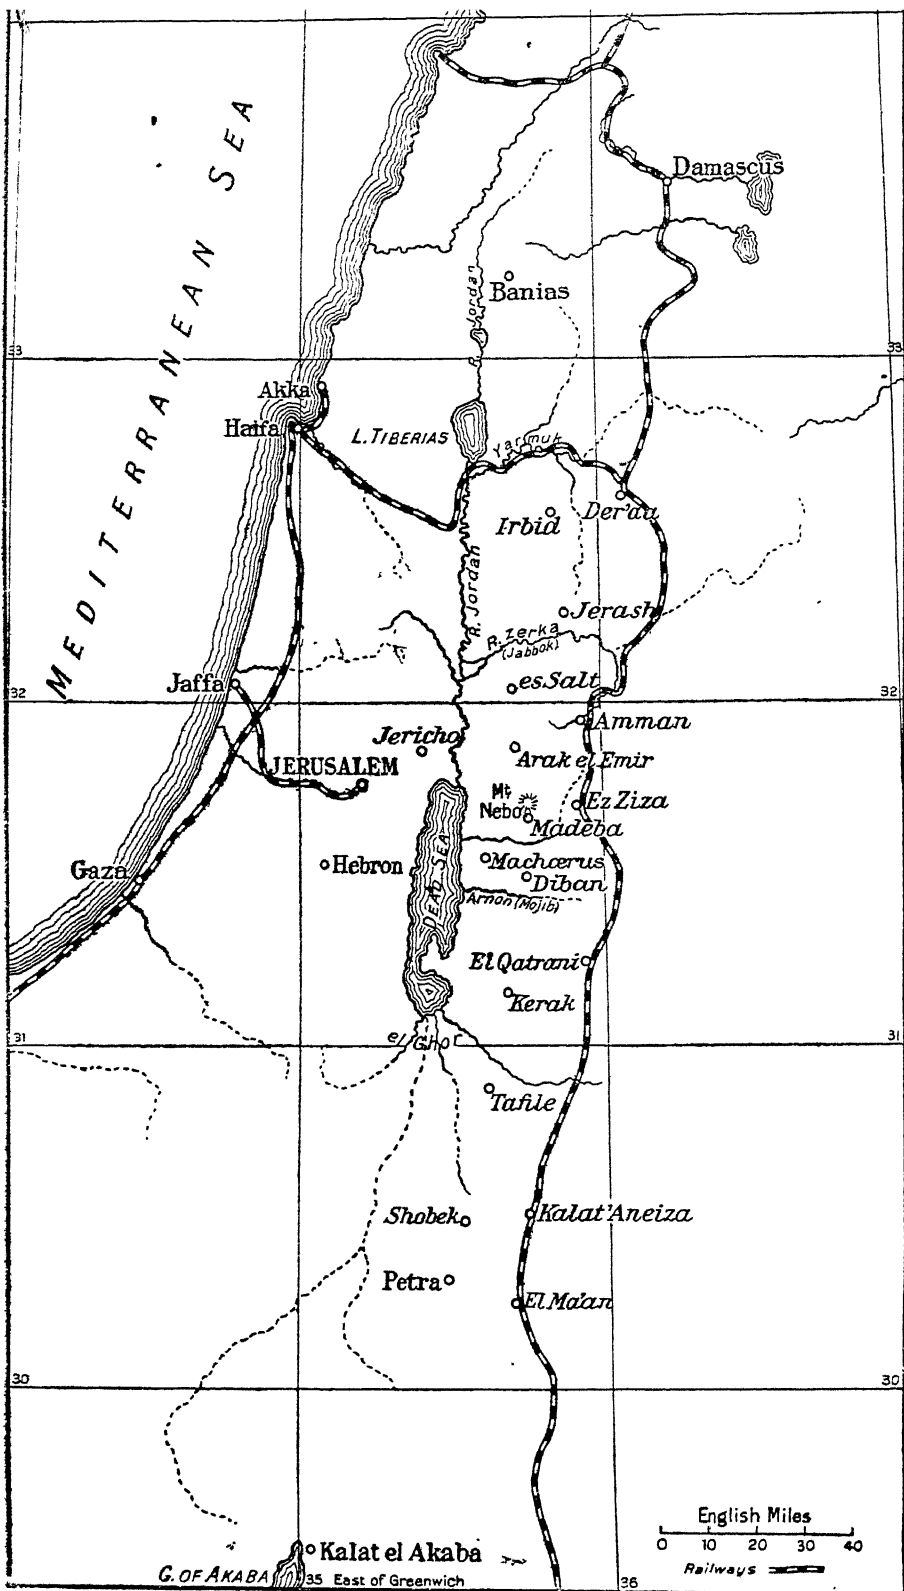 MEDITERRANEAN SEA
Damascus
R. Jordan
Banias
33
33
Akka
Haifa
L. TIBERIAS
Yarmuk
Der'aa
Irbid
R. Jordan
Jerash
R. Zerka
(Jabbok)
es Salt
Jaffa
32
32
Amman
Jericho
Arak el Emir
JERUSALEM
Mt
Nebo
Ez Ziza
Madeba
DEAD SEA
Hebron
Machœrus
Gaza
Diban
Arnon (Mojib)
El Qatrani
Kerak
31
31
el Ghor
Tafile
Shobek
Kalat 'Aneiza
Petra
El Ma'an
30
30
English Miles
0 10 20 30 40
Railways
Kalat el Akaba
G. OF AKABA
35 East of Greenwich
36